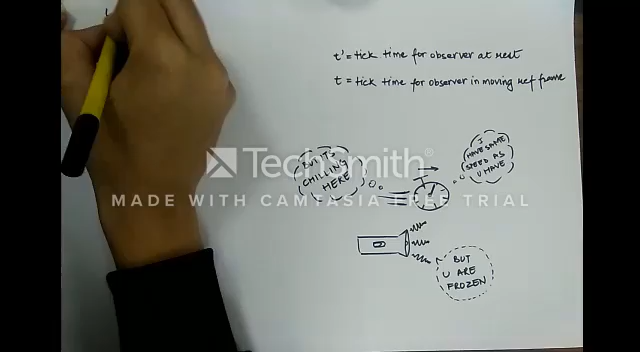 t' = tick time for observer at rest
t = tick time for observer in moving ref frame
I
HAVE SAME
SPEED AS
U HAVE
BUT IS
CHILLING
HERE
TechSmith
MADE WITH CAMTASIA FREE TRIAL
BUT
U ARE
FROZEN